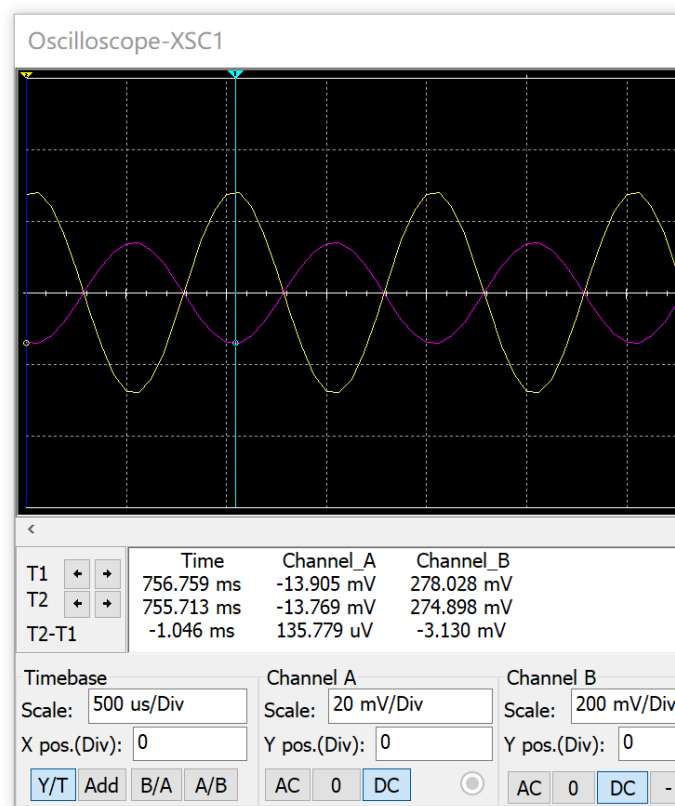 Oscilloscope-XSC1
2
1
<
Time Channel_A Channel_B
T1 756.759 ms -13.905 mV 278.028 mV
T2 755.713 ms -13.769 mV 274.898 mV
T2-T1 -1.046 ms 135.779 uV -3.130 mV
Timebase Channel A Channel B
Scale: 500 us/Div Scale: 20 mV/Div Scale: 200 mV/Div
X pos.(Div): 0 Y pos.(Div): 0 Y pos.(Div): 0
Y/T Add B/A A/B AC 0 DC AC 0 DC -